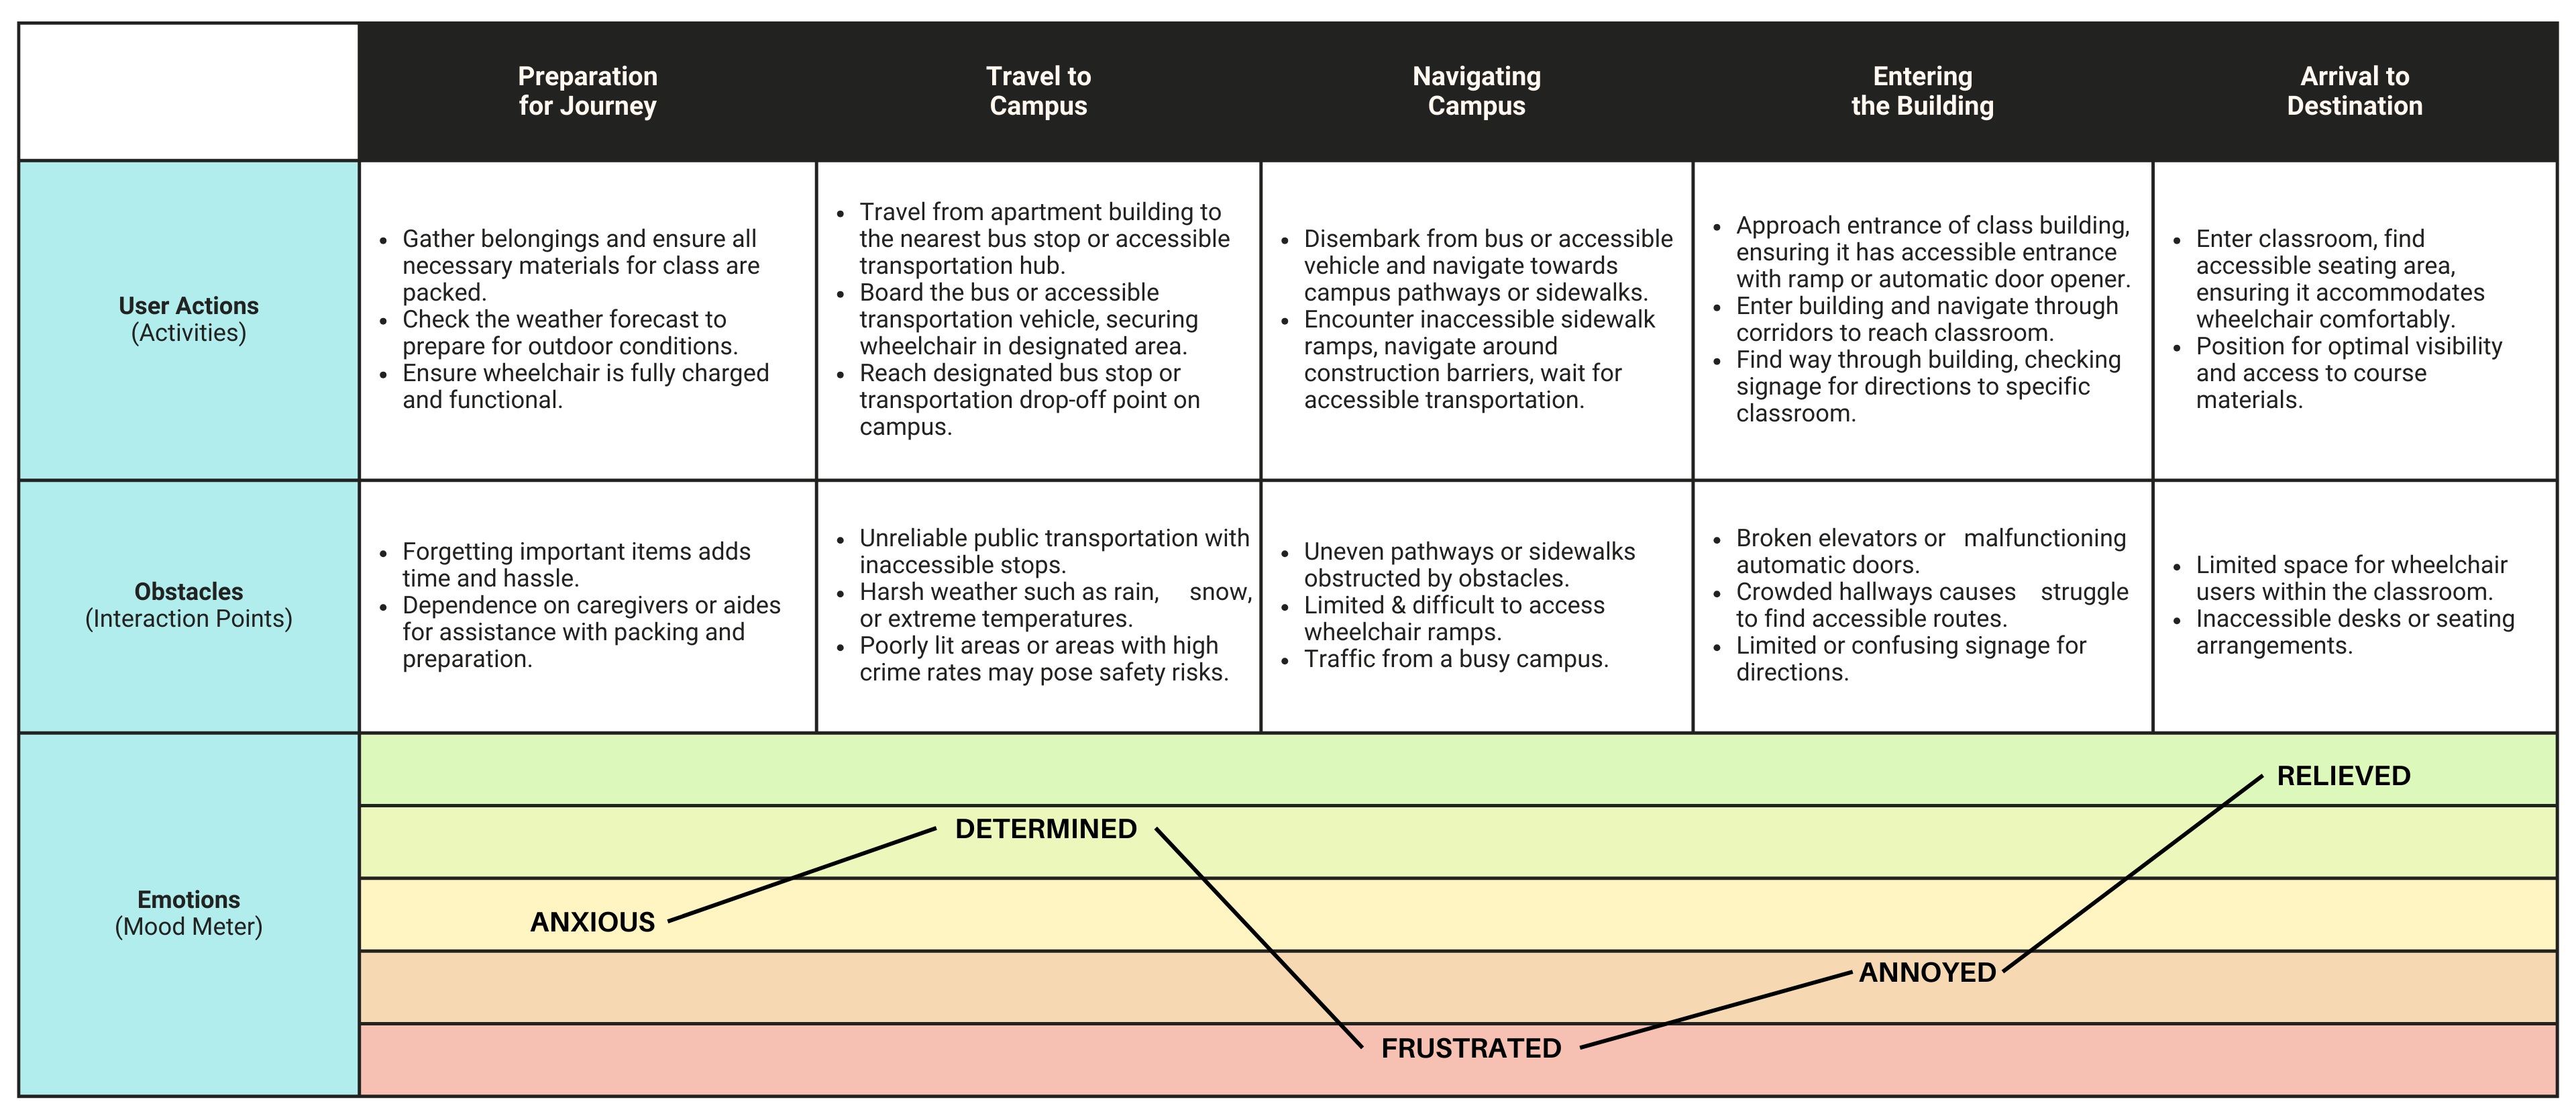 Preparation
for Journey
Travel to
Campus
Navigating
Campus
Entering
the Building
Arrival to
Destination
User Actions
(Activities)
• Gather belongings and ensure all
necessary materials for class are
packed.
• Check the weather forecast to
prepare for outdoor conditions.
• Ensure wheelchair is fully charged
and functional.
• Travel from apartment building to
the nearest bus stop or accessible
transportation hub.
• Board the bus or accessible
transportation vehicle, securing
wheelchair in designated area.
• Reach designated bus stop or
transportation drop-off point on
campus.
• Disembark from bus or accessible
vehicle and navigate towards
campus pathways or sidewalks.
• Encounter inaccessible sidewalk
ramps, navigate around
construction barriers, wait for
accessible transportation.
• Approach entrance of class building,
ensuring it has accessible entrance
with ramp or automatic door opener.
• Enter building and navigate through
corridors to reach classroom.
• Find way through building, checking
signage for directions to specific
classroom.
• Enter classroom, find
accessible seating area,
ensuring it accommodates
wheelchair comfortably.
• Position for optimal visibility
and access to course
materials.
Obstacles
(Interaction Points)
• Forgetting important items adds
time and hassle.
• Dependence on caregivers or aides
for assistance with packing and
preparation.
• Unreliable public transportation with
inaccessible stops.
• Harsh weather such as rain, snow,
or extreme temperatures.
• Poorly lit areas or areas with high
crime rates may pose safety risks.
• Uneven pathways or sidewalks
obstructed by obstacles.
• Limited & difficult to access
wheelchair ramps.
• Traffic from a busy campus.
• Broken elevators or malfunctioning
automatic doors.
• Crowded hallways causes struggle
to find accessible routes.
• Limited or confusing signage for
directions.
• Limited space for wheelchair
users within the classroom.
• Inaccessible desks or seating
arrangements.
Emotions
(Mood Meter)
ANXIOUS
DETERMINED
FRUSTRATED
ANNOYED
RELIEVED